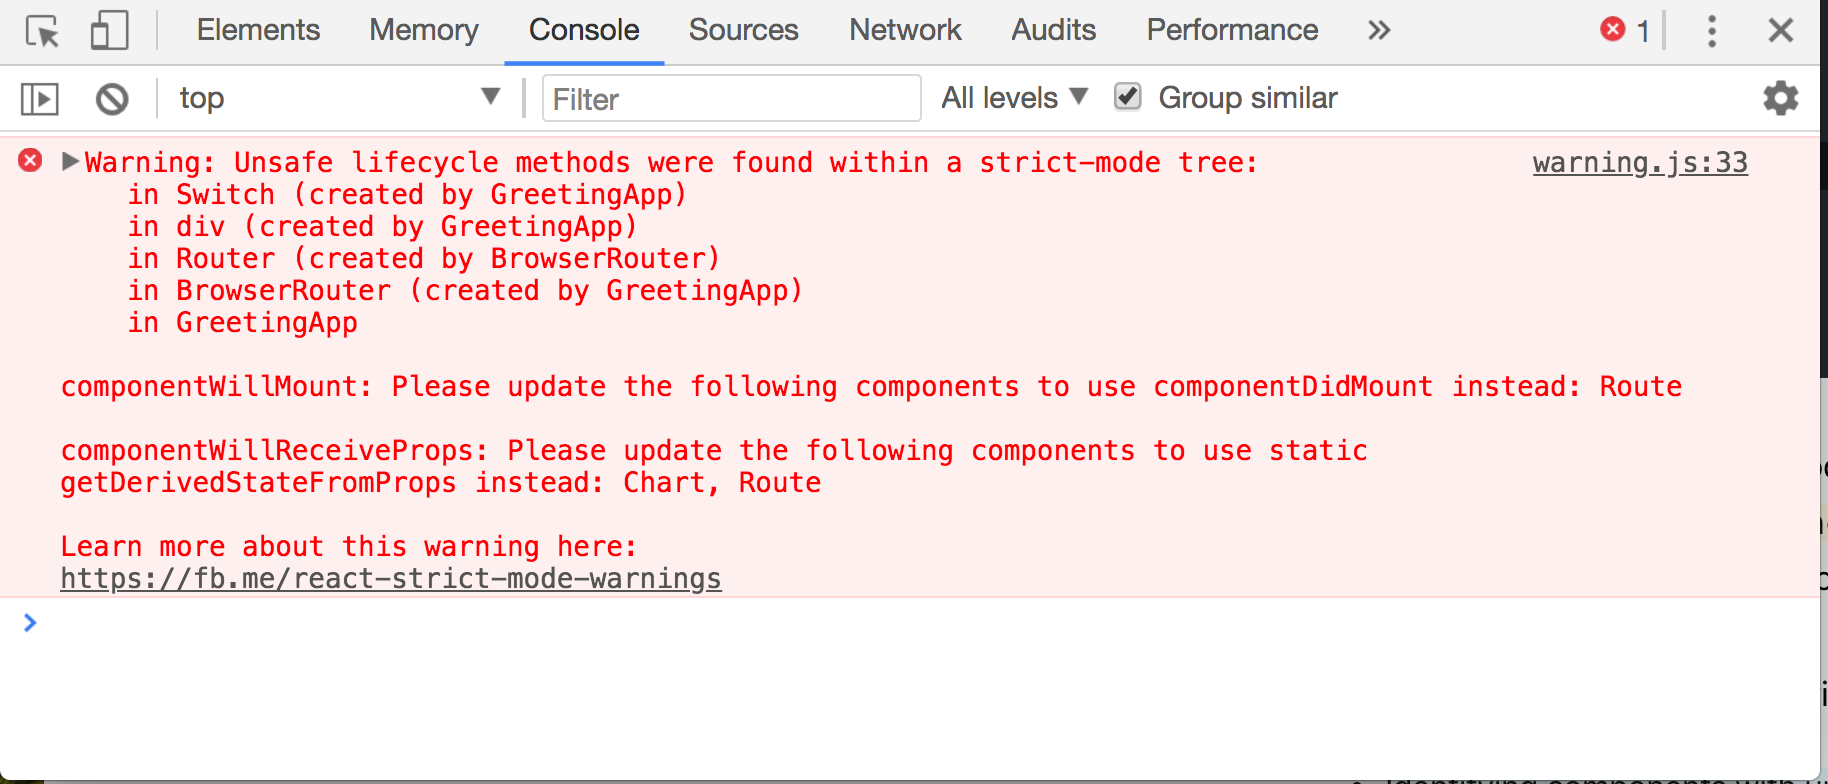 Elements Memory Console Sources Network Audits Performance » 1
top Filter All levels Group similar
Warning: Unsafe lifecycle methods were found within a strict-mode tree: warning.js:33
in Switch (created by GreetingApp)
in div (created by GreetingApp)
in Router (created by BrowserRouter)
in BrowserRouter (created by GreetingApp)
in GreetingApp
componentWillMount: Please update the following components to use componentDidMount instead: Route
componentWillReceiveProps: Please update the following components to use static
getDerivedStateFromProps instead: Chart, Route
Learn more about this warning here:
https://fb.me/react-strict-mode-warnings